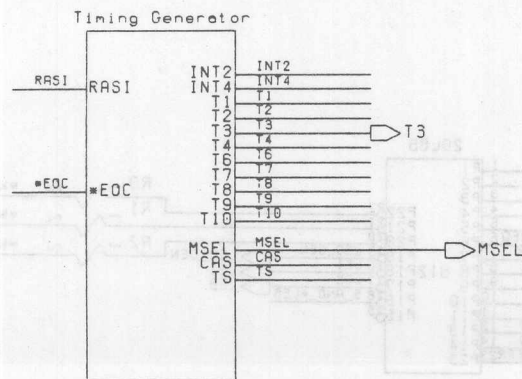 Timing Generator
INT2 INT2
RASI RASI INT4 INT4
T1 T1
T2 T2
T3 T3 T3
T4 T4
T6 T6
T7 T7
*EOC *EOC T8 T8
T9 T9
T10 T10
MSEL MSEL MSEL
CAS CAS
TS TS